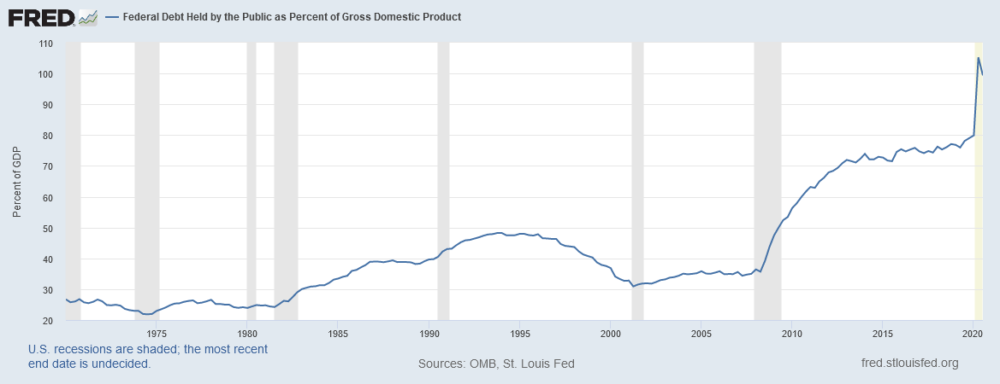 FRED Federal Debt Held by the Public as Percent of Gross Domestic Product
110
100
90
80
70
60
50
40
30
20
Percent of GDP
1975 1980 1985 1990 1995 2000 2005 2010 2015 2020
U.S. recessions are shaded; the most recent
end date is undecided.
Sources: OMB, St. Louis Fed
fred.stlouisfed.org